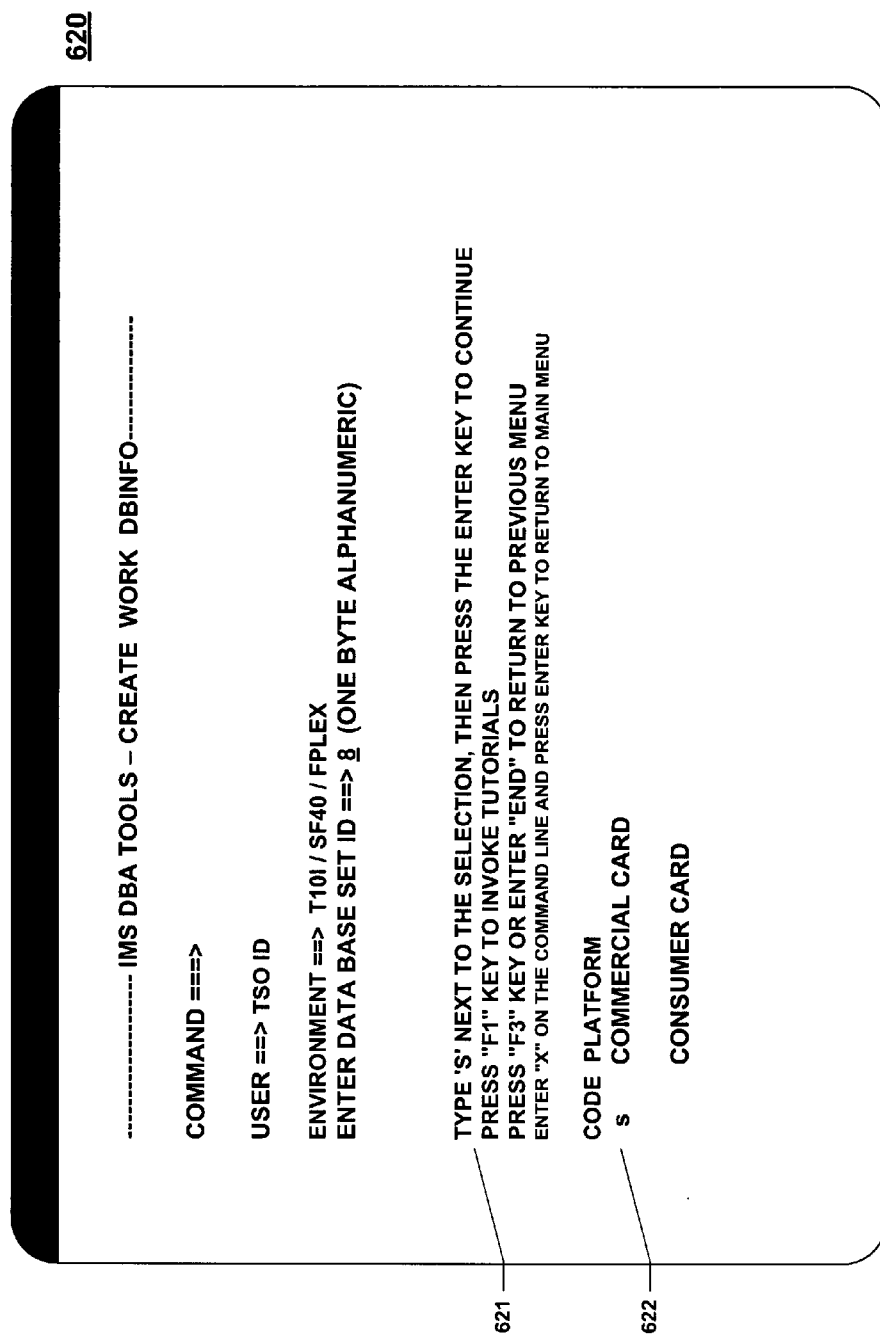 620
---------------- IMS DBA TOOLS – CREATE WORK DBINFO----------------
COMMAND ===>
USER ==> TSO ID
ENVIRONMENT ==> T10I / SF40 / FPLEX
ENTER DATA BASE SET ID ==> 8 (ONE BYTE ALPHANUMERIC)
TYPE 'S' NEXT TO THE SELECTION, THEN PRESS THE ENTER KEY TO CONTINUE
PRESS "F1" KEY TO INVOKE TUTORIALS
PRESS "F3" KEY OR ENTER "END" TO RETURN TO PREVIOUS MENU
ENTER "X" ON THE COMMAND LINE AND PRESS ENTER KEY TO RETURN TO MAIN MENU
CODE PLATFORM
s COMMERCIAL CARD
CONSUMER CARD
621
622